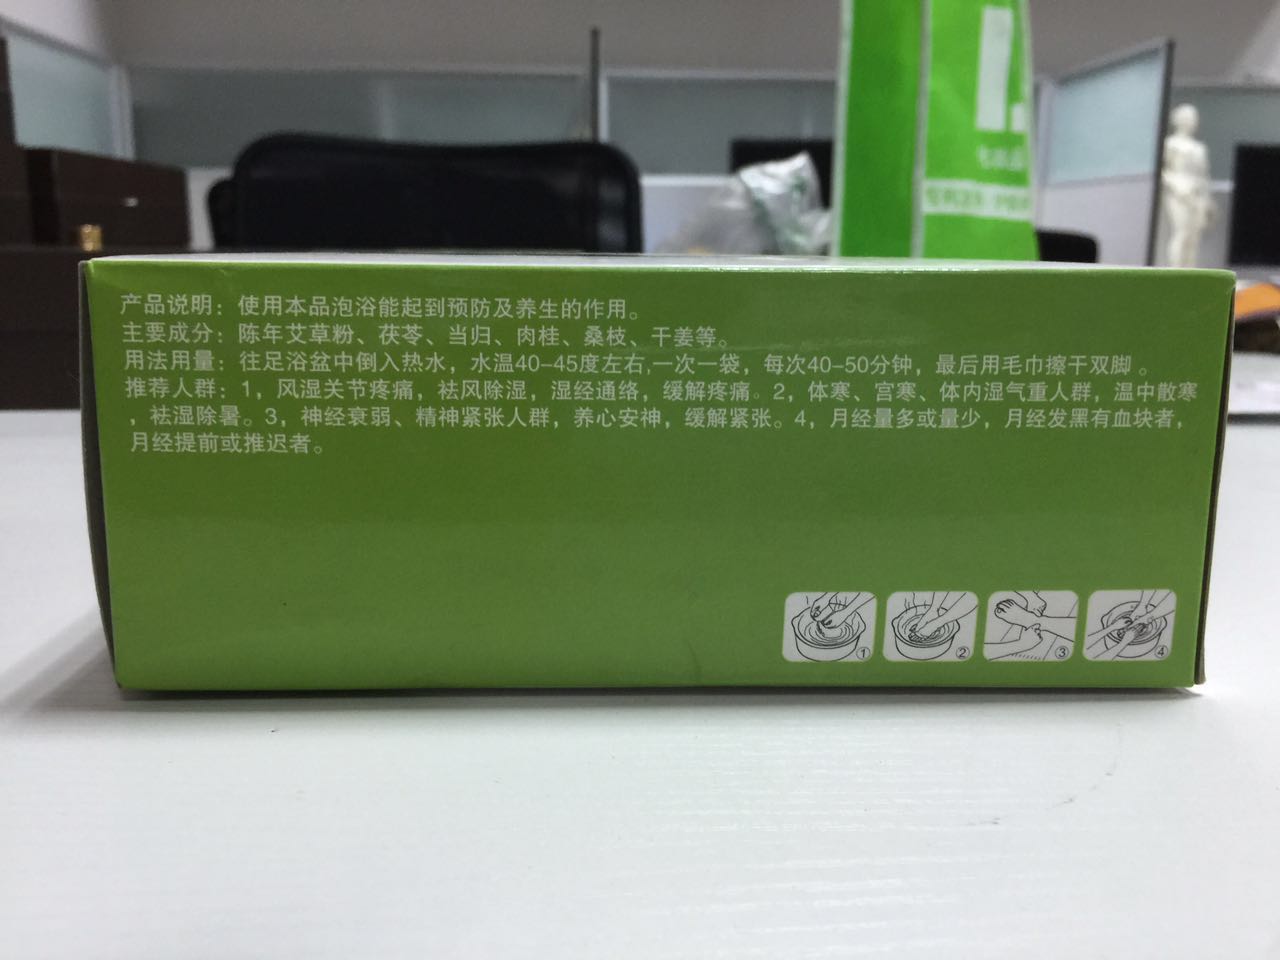 产品说明：使用本品泡浴能起到预防及养生的作用。
主要成分：陈年艾草粉、茯苓、当归、肉桂、桑枝、干姜等。
用法用量：往足浴盆中倒入热水，水温40-45度左右,一次一袋，每次40-50分钟，最后用毛巾擦干双脚 。
推荐人群：1，风湿关节疼痛，祛风除湿，湿经通络，缓解疼痛。2，体寒、宫寒、体内湿气重人群，温中散寒
，祛湿除暑。3，神经衰弱、精神紧张人群，养心安神，缓解紧张。4，月经量多或量少，月经发黑有血块者，
月经提前或推迟者。
① ② ③ ④